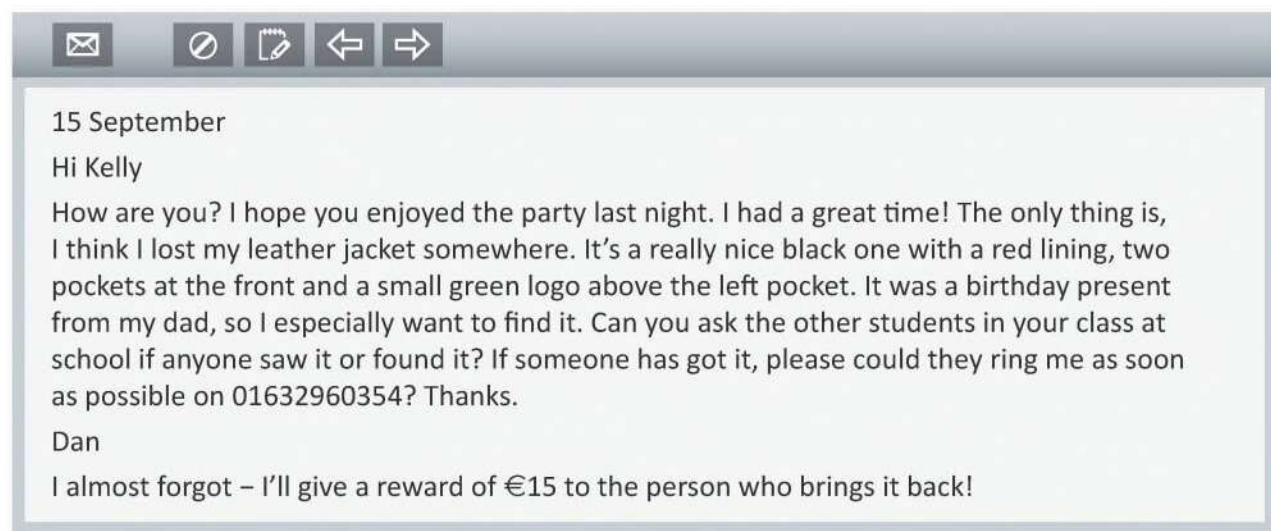 15 September
Hi Kelly
How are you? I hope you enjoyed the party last night. I had a great time! The only thing is,
I think I lost my leather jacket somewhere. It’s a really nice black one with a red lining, two
pockets at the front and a small green logo above the left pocket. It was a birthday present
from my dad, so I especially want to find it. Can you ask the other students in your class at
school if anyone saw it or found it? If someone has got it, please could they ring me as soon
as possible on 01632960354? Thanks.
Dan
I almost forgot – I’ll give a reward of €15 to the person who brings it back!